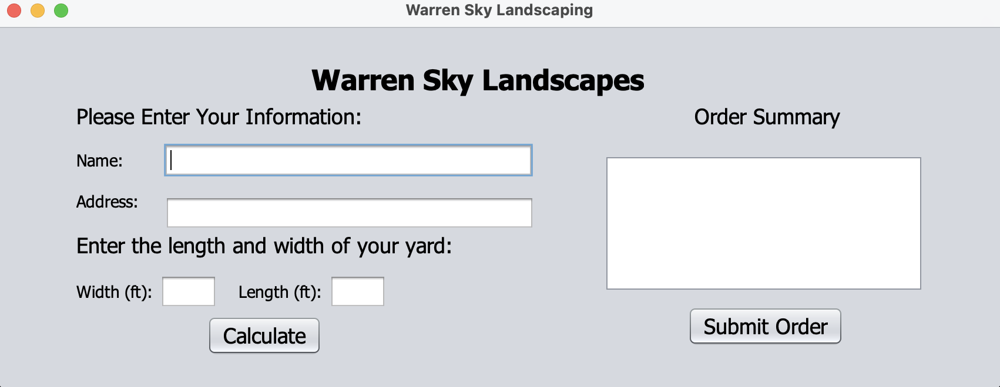 Warren Sky Landscaping
Warren Sky Landscapes
Please Enter Your Information:
Order Summary
Name:
Address:
Enter the length and width of your yard:
Width (ft):
Length (ft):
Calculate
Submit Order